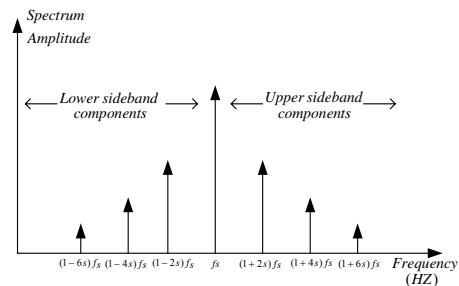 Spectrum
Amplitude
Lower sideband
components
Upper sideband
components
(1−6s) fs (1−4s) fs (1−2s) fs fs (1+2s) fs (1+4s) fs (1+6s) fs Frequency
(HZ)